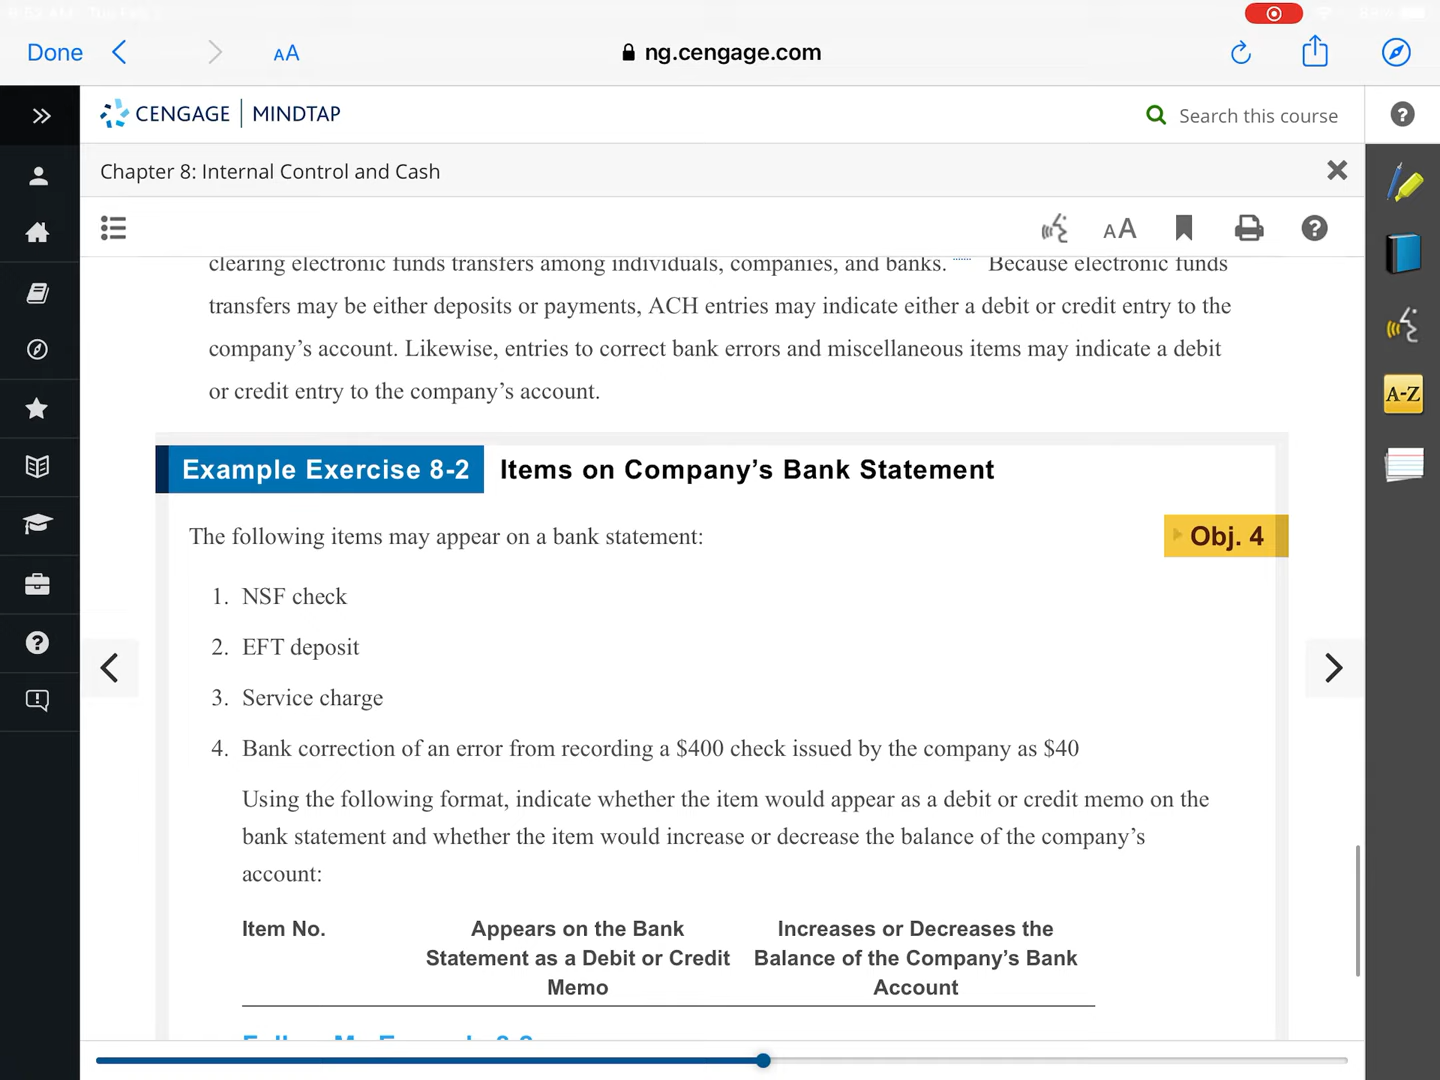 Done
AA
ng.cengage.com
CENGAGE | MINDTAP
Search this course
Chapter 8: Internal Control and Cash
AA
clearing electronic funds transfers among individuals, companies, and banks. Because electronic funds
transfers may be either deposits or payments, ACH entries may indicate either a debit or credit entry to the
company’s account. Likewise, entries to correct bank errors and miscellaneous items may indicate a debit
or credit entry to the company’s account.
A-Z
Example Exercise 8-2 Items on Company’s Bank Statement
The following items may appear on a bank statement:
Obj. 4
1. NSF check
2. EFT deposit
3. Service charge
4. Bank correction of an error from recording a $400 check issued by the company as $40
Using the following format, indicate whether the item would appear as a debit or credit memo on the
bank statement and whether the item would increase or decrease the balance of the company’s
account:
Item No. Appears on the Bank Increases or Decreases the
Statement as a Debit or Credit Balance of the Company’s Bank
Memo Account